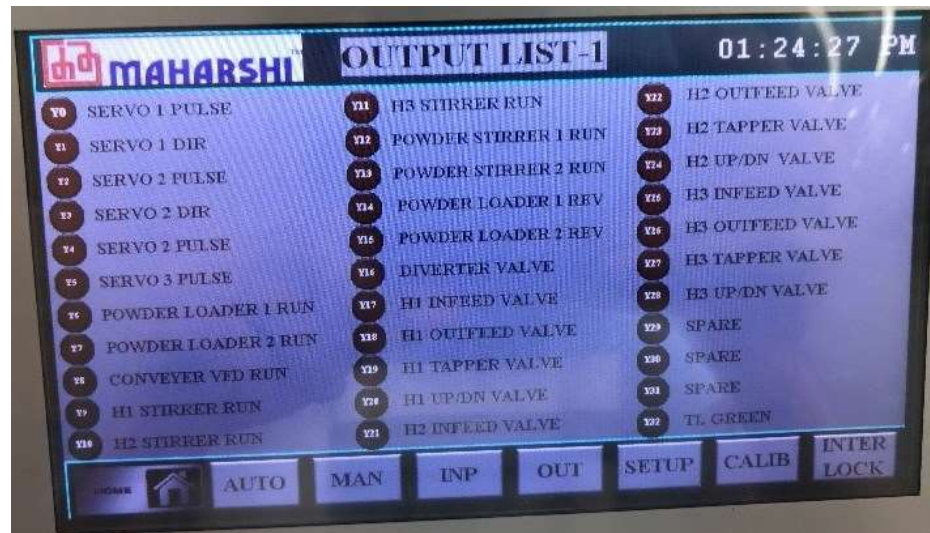 MAHARSHI
OUTPUT LIST-1
01:24:27 PM
Y0 SERVO 1 PULSE
Y1 SERVO 1 DIR
Y2 SERVO 2 PULSE
Y3 SERVO 2 DIR
Y4 SERVO 2 PULSE
Y5 SERVO 3 PULSE
Y6 POWDER LOADER 1 RUN
Y7 POWDER LOADER 2 RUN
Y8 CONVEYER VFD RUN
Y9 H1 STIRRER RUN
Y10 H2 STIRRER RUN
Y11 H3 STIRRER RUN
Y12 POWDER STIRRER 1 RUN
Y13 POWDER STIRRER 2 RUN
Y14 POWDER LOADER 1 REV
Y15 POWDER LOADER 2 REV
Y16 DIVERTER VALVE
Y17 H1 INFEED VALVE
Y18 H1 OUTFEED VALVE
Y19 H1 TAPPER VALVE
Y20 H1 UP/DN VALVE
Y21 H2 INFEED VALVE
Y22 H2 OUTFEED VALVE
Y23 H2 TAPPER VALVE
Y24 H2 UP/DN VALVE
Y25 H3 INFEED VALVE
Y26 H3 OUTFEED VALVE
Y27 H3 TAPPER VALVE
Y28 H3 UP/DN VALVE
Y29 SPARE
Y30 SPARE
Y31 SPARE
Y32 TL GREEN
HOME
AUTO
MAN
INP
OUT
SETUP
CALIB
INTER
LOCK